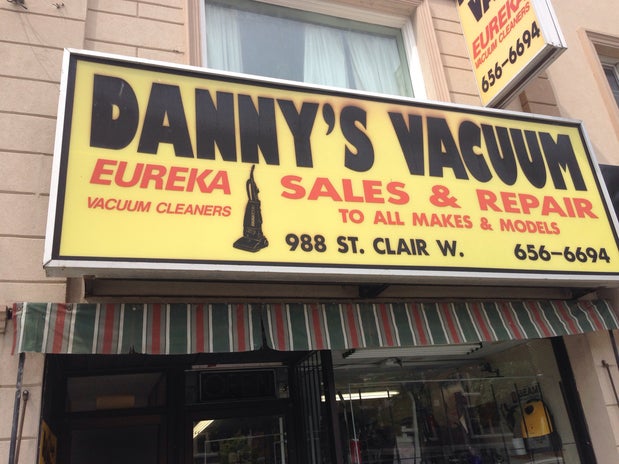 DANNY'S VACUUM
EUREKA
VACUUM CLEANERS
SALES & REPAIR
TO ALL MAKES & MODELS
988 ST. CLAIR W.
656-6694
EUREKA
VACUUM CLEANERS
656-6694